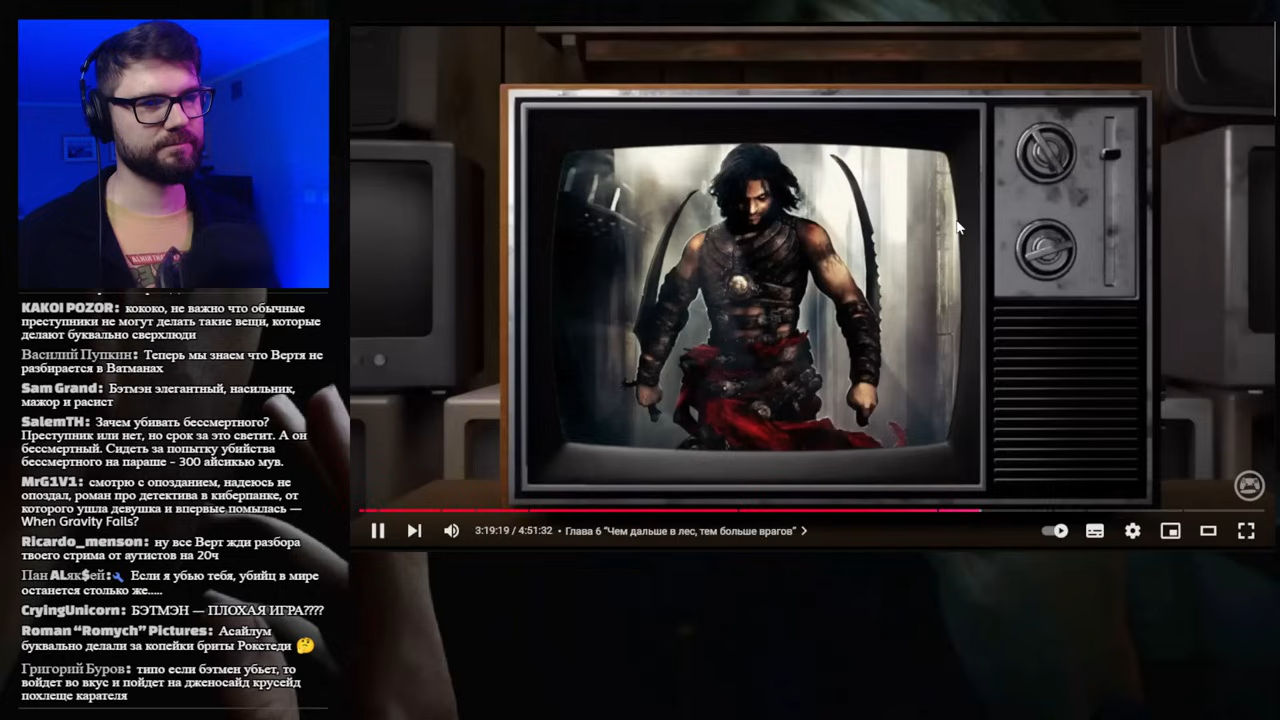 KAKOI POZOR: кококо, не важно что обычные
преступники не могут делать такие вещи, которые
делают буквально сверхлюди
Василий Пупкин: Теперь мы знаем что Вертя не
разбирается в Ватманах
Sam Grand: Бэтмэн элегантный, насильник,
мажор и расист
SalemTH: Зачем убивать бессмертного?
Преступник или нет, но срок за это светит. А он
бессмертный. Сидеть за попытку убийства
бессмертного на параше - 300 айсикью мув.
MrG1V1: смотрю с опозданием, надеюсь не
опоздал, роман про детектива в киберпанке, от
которого ушла девушка и впервые помылась —
When Gravity Fails?
Ricardo_menson: ну все Верт жди разбора
твоего стрима от аутистов на 20ч
Пан ALяк$ей: Если я убью тебя, убийц в мире
останется столько же.....
CryingUnicorn: БЭТМЭН — ПЛОХАЯ ИГРА????
Roman “Romych” Pictures: Асайлум
буквально делали за копейки бриты Рокстеди
Григорий Буров: типо если бэтмен убьет, то
войдет во вкус и пойдет на дженосайд крусейд
похлеще карателя
3:19:19 / 4:51:32 • Глава 6 “Чем дальше в лес, тем больше врагов”